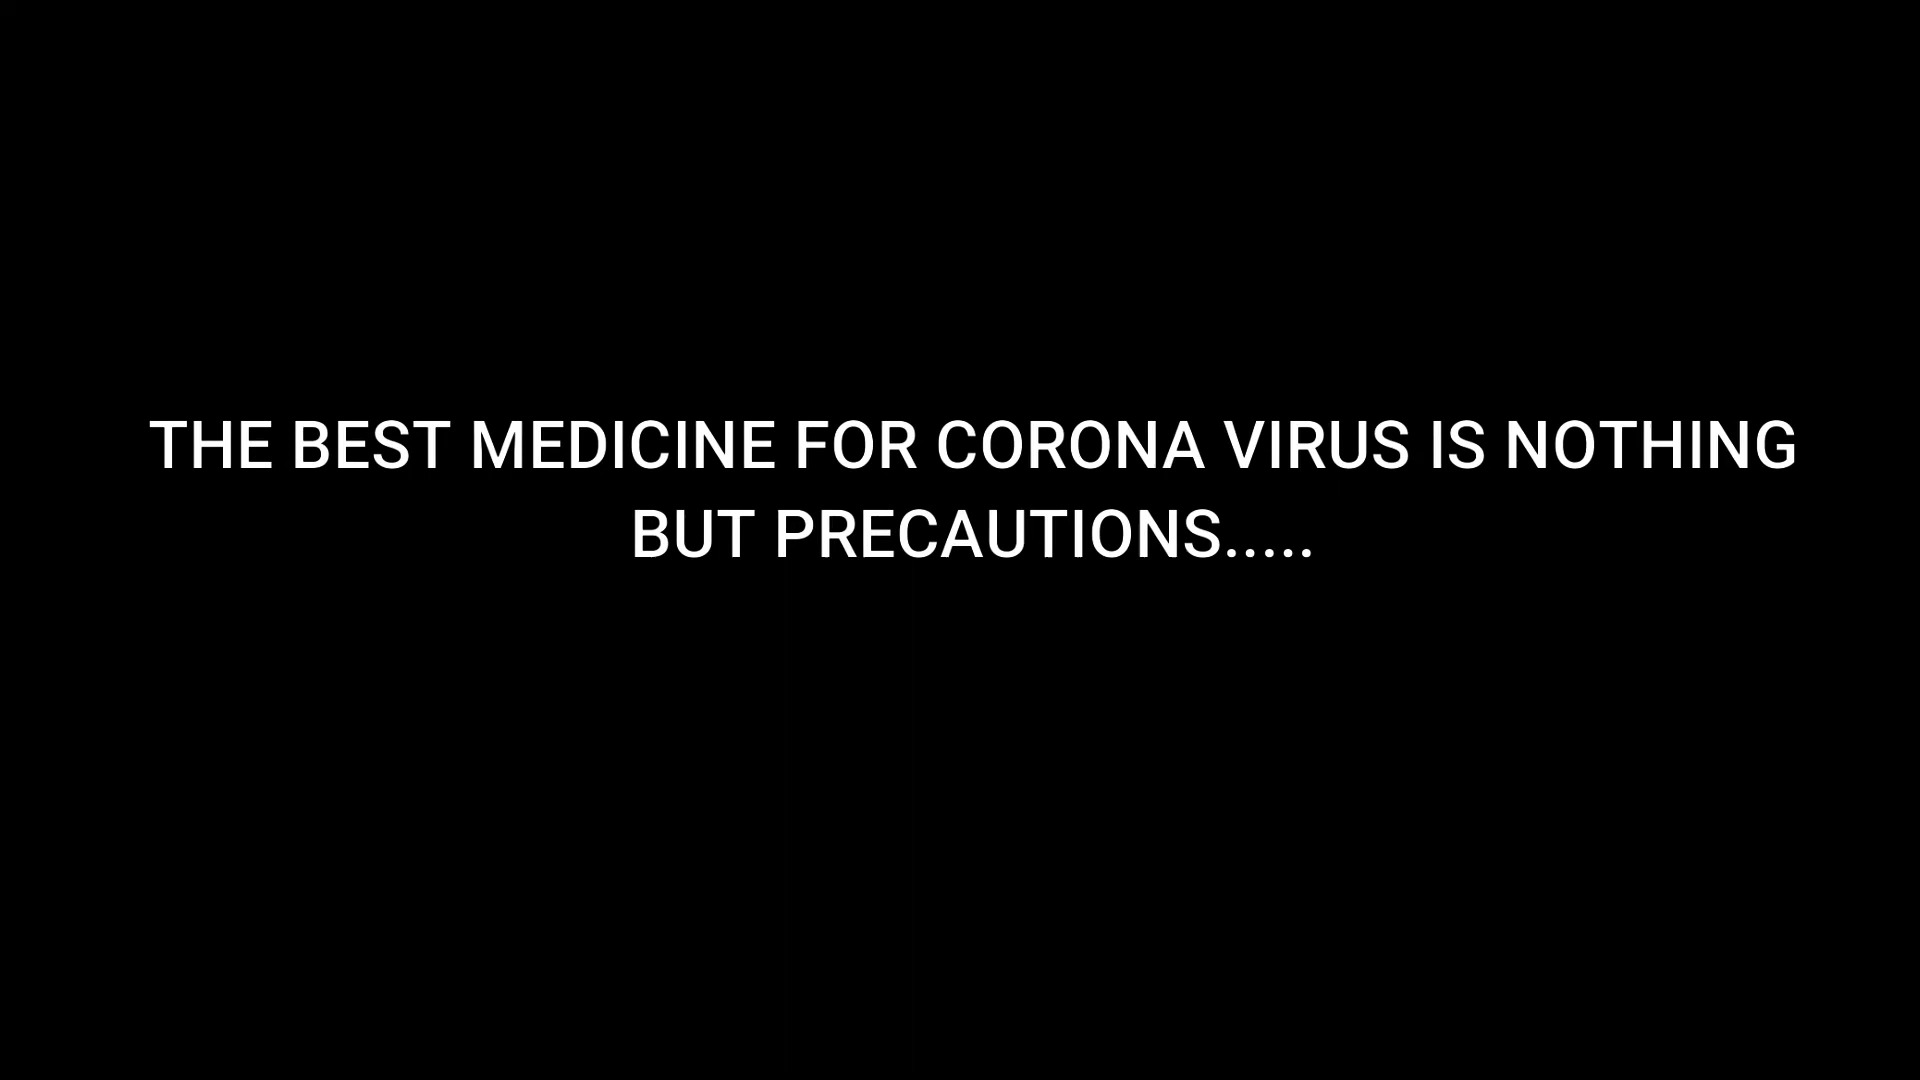 THE BEST MEDICINE FOR CORONA VIRUS IS NOTHING
BUT PRECAUTIONS.....